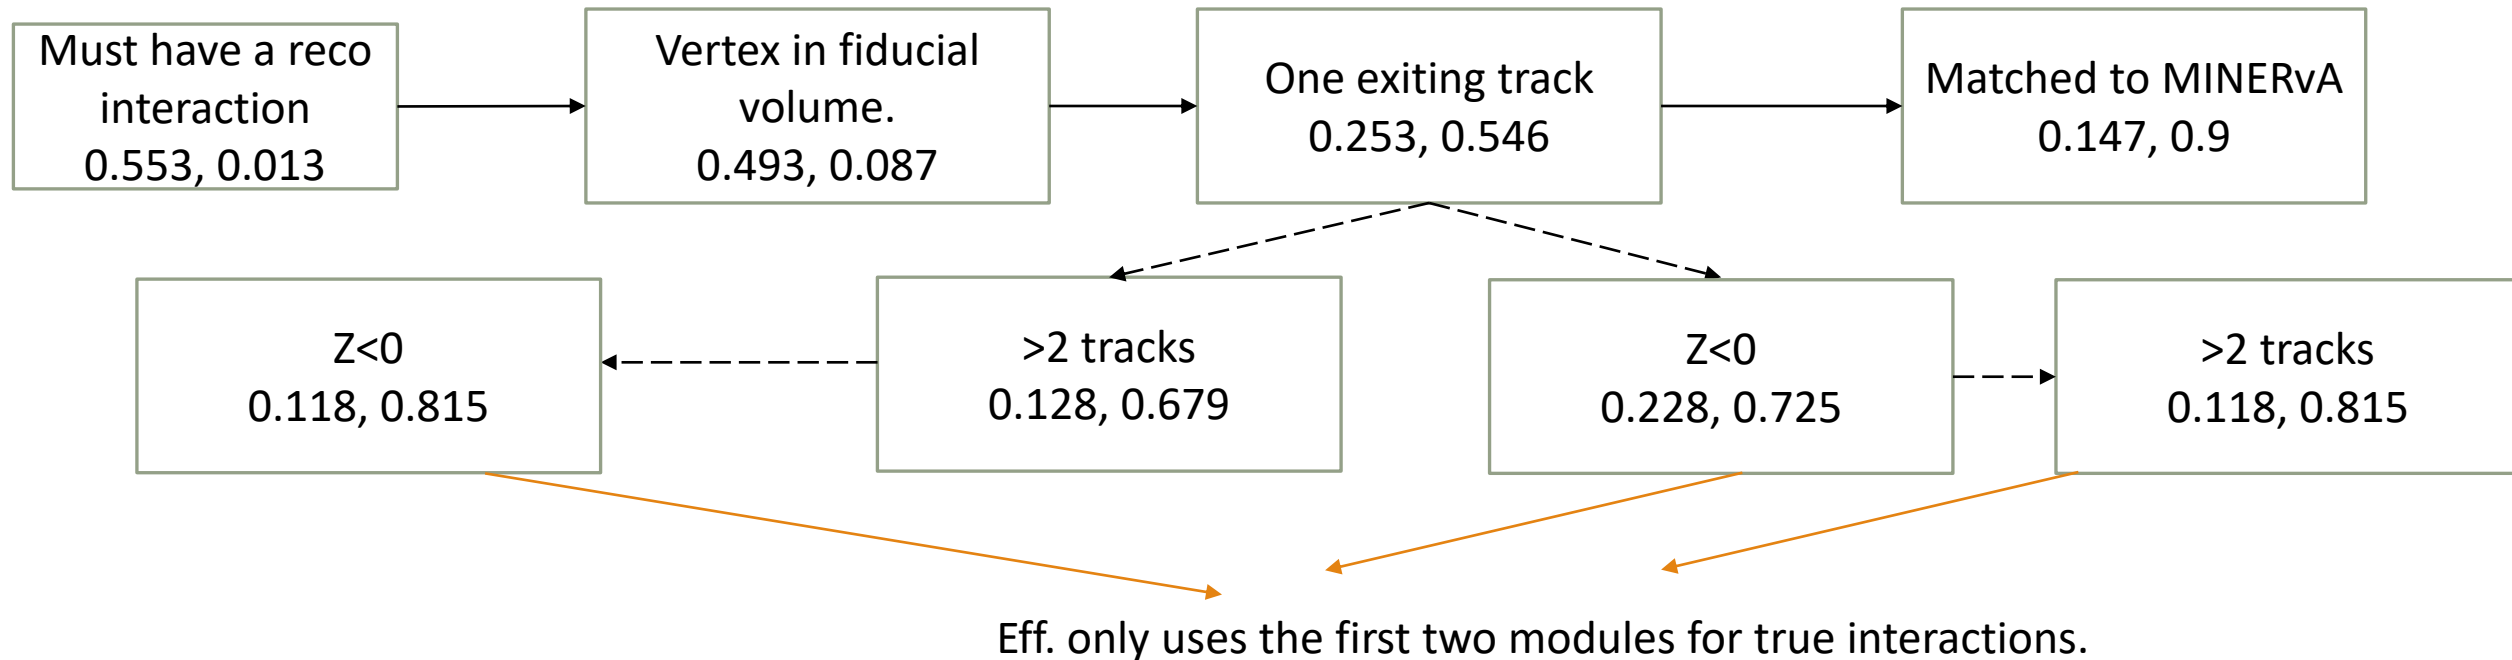 Must have a reco
interaction
0.553, 0.013
Vertex in fiducial
volume.
0.493, 0.087
One exiting track
0.253, 0.546
Matched to MINERvA
0.147, 0.9
Z<0
0.118, 0.815
>2 tracks
0.128, 0.679
Z<0
0.228, 0.725
>2 tracks
0.118, 0.815
Eff. only uses the first two modules for true interactions.